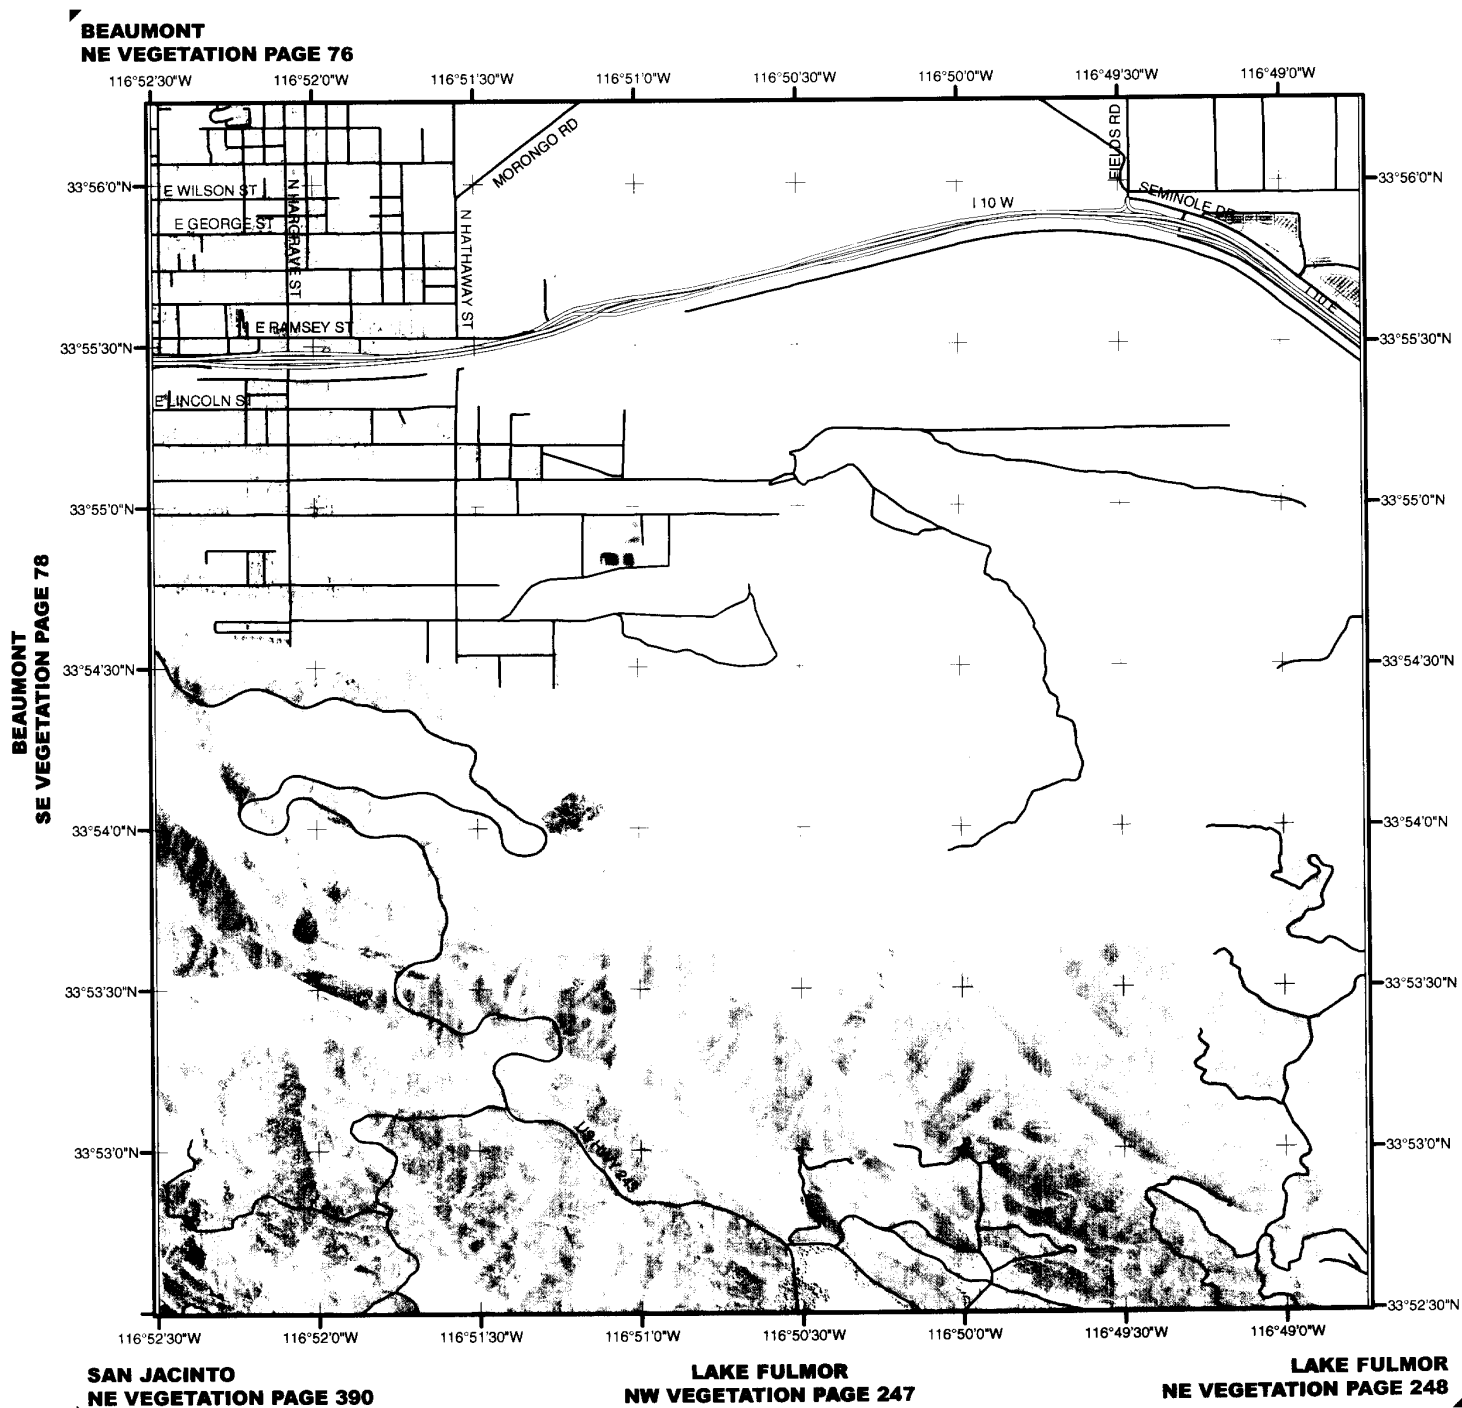 BEAUMONT
NE VEGETATION PAGE 76
116°52'30"W
116°52'0"W
116°51'30"W
116°51'0"W
116°50'30"W
116°50'0"W
116°49'30"W
116°49'0"W
MORONGO RD
FIELDS RD
33°56'0"N
E WILSON ST
N HARGRAVE ST
SEMINOLE DR
33°56'0"N
I 10 W
E GEORGE ST
N HATHAWAY ST
I 10 E
E RAMSEY ST
33°55'30"N
33°55'30"N
E LINCOLN ST
33°55'0"N
33°55'0"N
BEAUMONT
SE VEGETATION PAGE 78
33°54'30"N
33°54'30"N
33°54'0"N
33°54'0"N
33°53'30"N
33°53'30"N
33°53'0"N
33°53'0"N
33°52'30"N
116°52'30"W
116°52'0"W
116°51'30"W
116°51'0"W
116°50'30"W
116°50'0"W
116°49'30"W
116°49'0"W
SAN JACINTO
NE VEGETATION PAGE 390
LAKE FULMOR
NW VEGETATION PAGE 247
LAKE FULMOR
NE VEGETATION PAGE 248